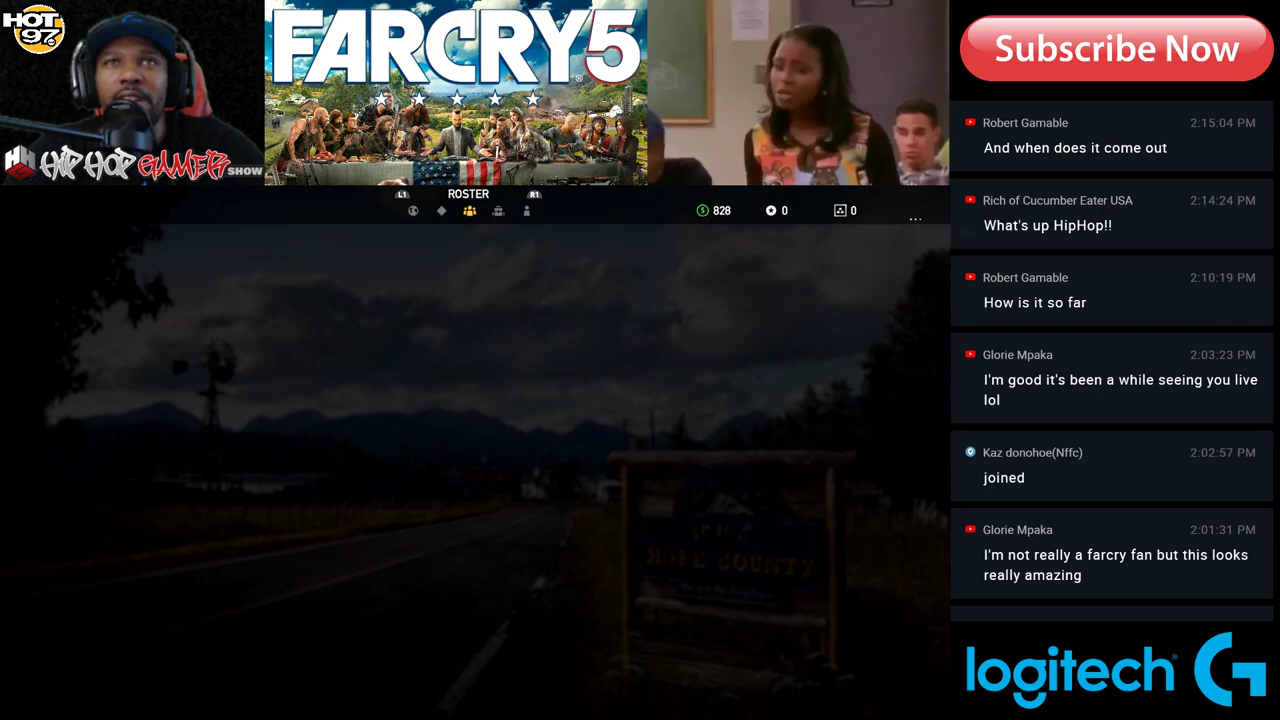 HOT
97
HIP HOP GAMER SHOW
FARCRY5
L1
ROSTER
R1
828
0
0
...
HOPE COUNTY
Subscribe Now
Robert Gamable
2:15:04 PM
And when does it come out
Rich of Cucumber Eater USA
2:14:24 PM
What's up HipHop!!
Robert Gamable
2:10:19 PM
How is it so far
Glorie Mpaka
2:03:23 PM
I'm good it's been a while seeing you live
lol
Kaz donohoe(Nffc)
2:02:57 PM
joined
Glorie Mpaka
2:01:31 PM
I'm not really a farcry fan but this looks
really amazing
logitech G